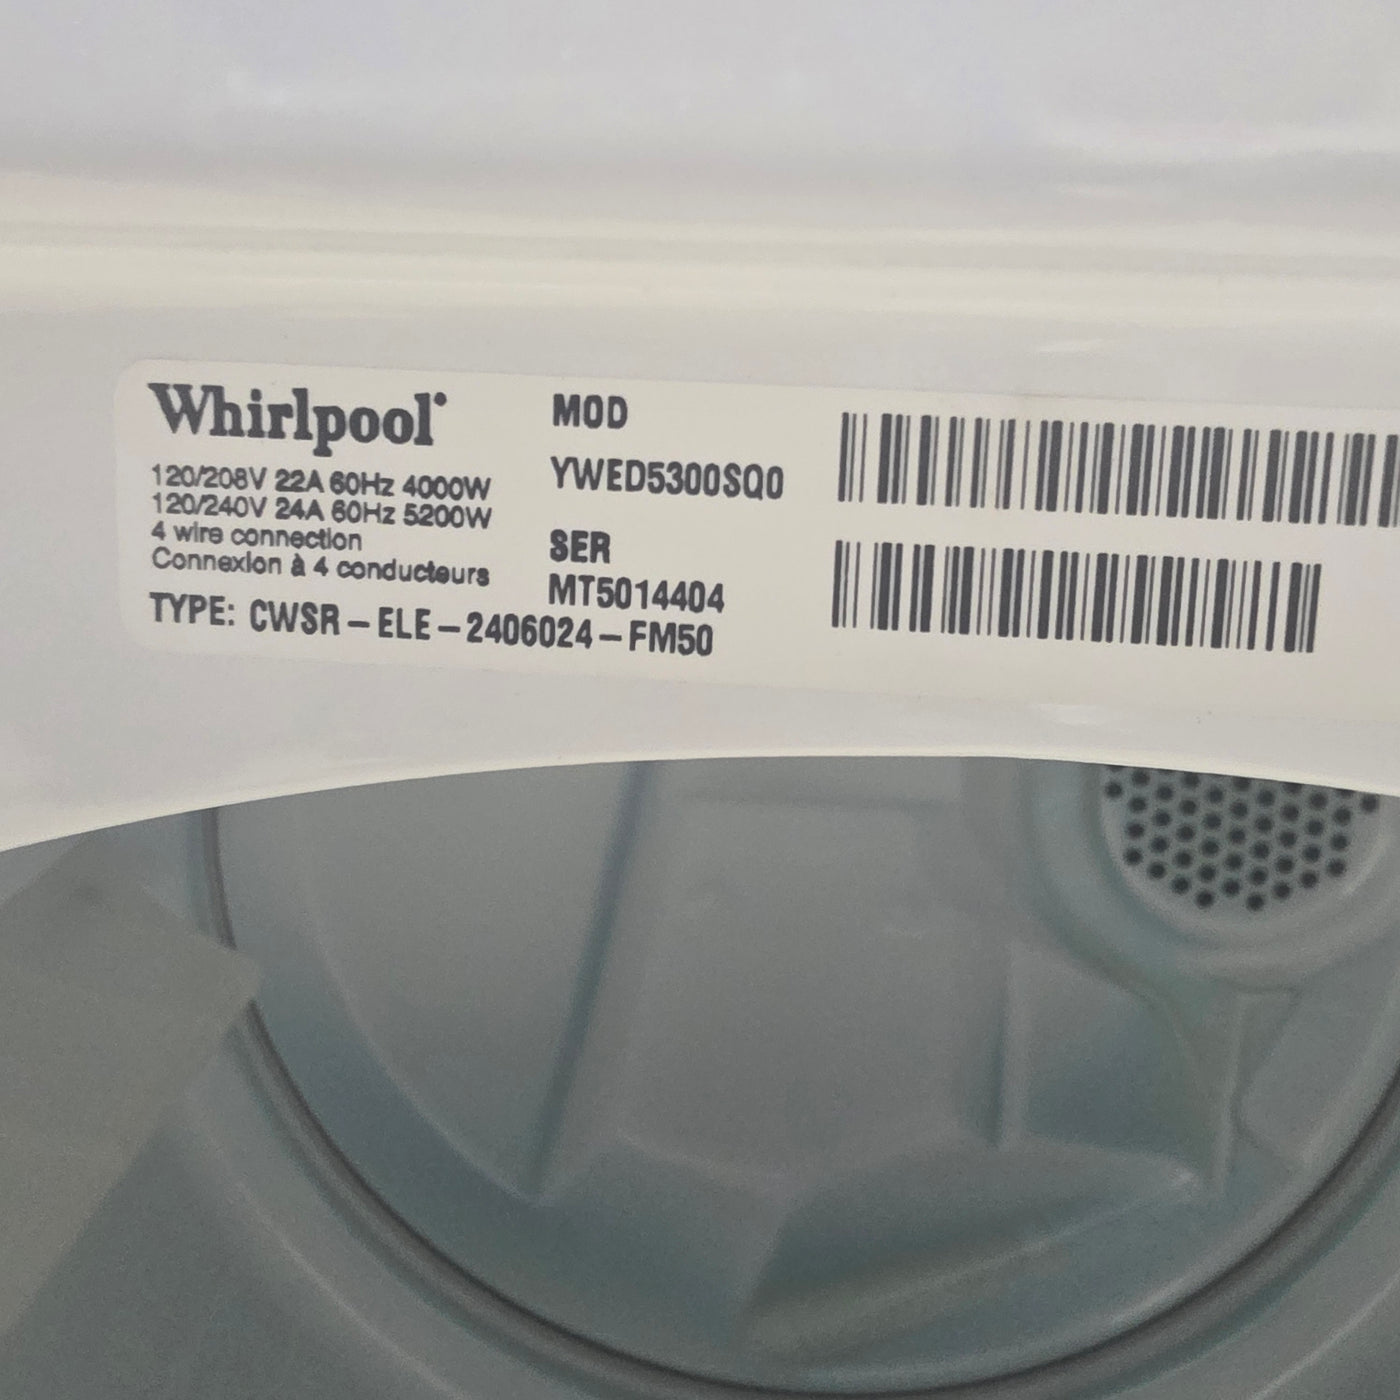 Whirlpool
120/208V 22A 60Hz 4000W
120/240V 24A 60Hz 5200W
4 wire connection
Connexion à 4 conducteurs
TYPE: CWSR-ELE-2406024-FM50
MOD
YWED5300SQ0
SER
MT5014404